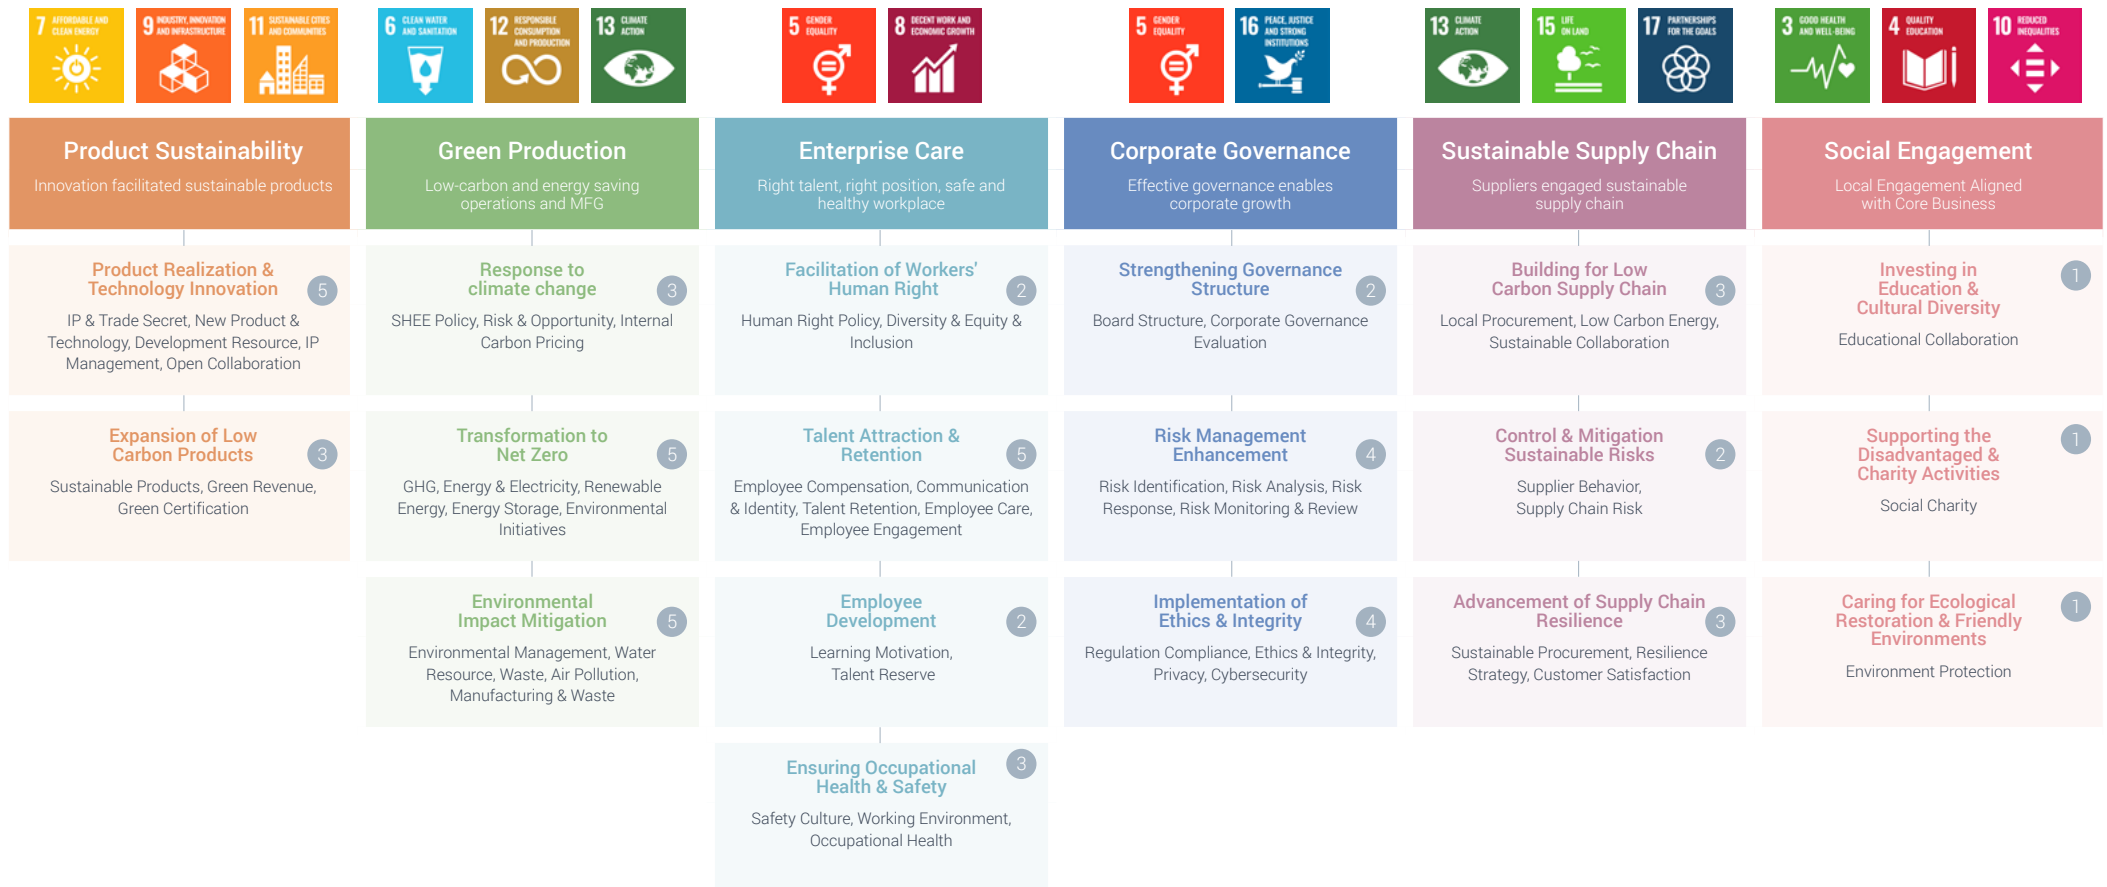 7 AFFORDABLE AND
CLEAN ENERGY
9 INDUSTRY, INNOVATION
AND INFRASTRUCTURE
11 SUSTAINABLE CITIES
AND COMMUNITIES
6 CLEAN WATER
AND SANITATION
12 RESPONSIBLE
CONSUMPTION
AND PRODUCTION
13 CLIMATE
ACTION
5 GENDER
EQUALITY
8 DECENT WORK AND
ECONOMIC GROWTH
5 GENDER
EQUALITY
16 PEACE, JUSTICE
AND STRONG
INSTITUTIONS
13 CLIMATE
ACTION
15 LIFE
ON LAND
17 PARTNERSHIPS
FOR THE GOALS
3 GOOD HEALTH
AND WELL-BEING
4 QUALITY
EDUCATION
10 REDUCED
INEQUALITIES
Product Sustainability
Innovation facilitated sustainable products
Product Realization &
Technology Innovation
5
IP & Trade Secret, New Product &
Technology, Development Resource, IP
Management, Open Collaboration
Expansion of Low
Carbon Products
3
Sustainable Products, Green Revenue,
Green Certification
Green Production
Low-carbon and energy saving
operations and MFG
Response to
climate change
3
SHEE Policy, Risk & Opportunity, Internal
Carbon Pricing
Transformation to
Net Zero
5
GHG, Energy & Electricity, Renewable
Energy, Energy Storage, Environmental
Initiatives
Environmental
Impact Mitigation
5
Environmental Management, Water
Resource, Waste, Air Pollution,
Manufacturing & Waste
Enterprise Care
Right talent, right position, safe and
healthy workplace
Facilitation of Workers'
Human Right
2
Human Right Policy, Diversity & Equity &
Inclusion
Talent Attraction &
Retention
5
Employee Compensation, Communication
& Identity, Talent Retention, Employee Care,
Employee Engagement
Employee
Development
2
Learning Motivation,
Talent Reserve
Ensuring Occupational
Health & Safety
3
Safety Culture, Working Environment,
Occupational Health
Corporate Governance
Effective governance enables
corporate growth
Strengthening Governance
Structure
2
Board Structure, Corporate Governance
Evaluation
Risk Management
Enhancement
4
Risk Identification, Risk Analysis, Risk
Response, Risk Monitoring & Review
Implementation of
Ethics & Integrity
4
Regulation Compliance, Ethics & Integrity,
Privacy, Cybersecurity
Sustainable Supply Chain
Suppliers engaged sustainable
supply chain
Building for Low
Carbon Supply Chain
3
Local Procurement, Low Carbon Energy,
Sustainable Collaboration
Control & Mitigation
Sustainable Risks
2
Supplier Behavior,
Supply Chain Risk
Advancement of Supply Chain
Resilience
3
Sustainable Procurement, Resilience
Strategy, Customer Satisfaction
Social Engagement
Local Engagement Aligned
with Core Business
Investing in
Education &
Cultural Diversity
1
Educational Collaboration
Supporting the
Disadvantaged &
Charity Activities
1
Social Charity
Caring for Ecological
Restoration & Friendly
Environments
1
Environment Protection